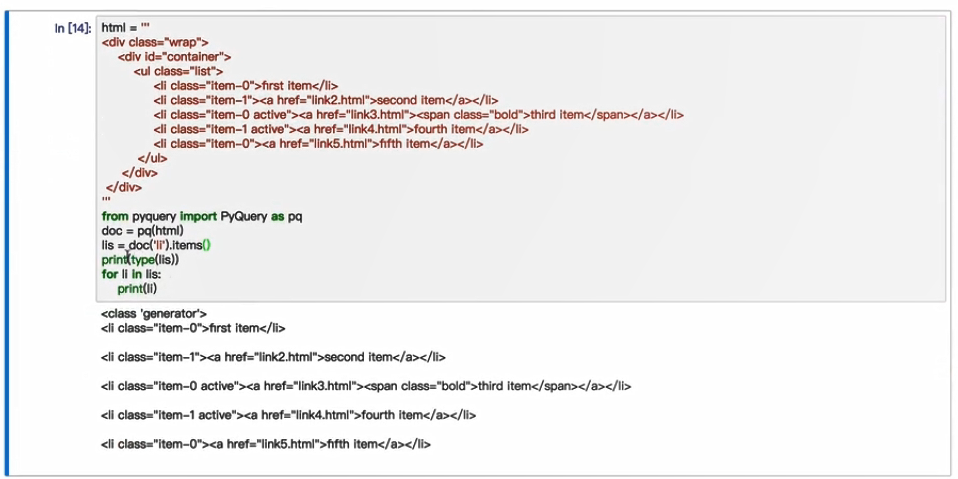 In [14]: html = '''
<div class="wrap">
<div id="container">
<ul class="list">
<li class="item-0">first item</li>
<li class="item-1"><a href="link2.html">second item</a></li>
<li class="item-0 active"><a href="link3.html"><span class="bold">third item</span></a></li>
<li class="item-1 active"><a href="link4.html">fourth item</a></li>
<li class="item-0"><a href="link5.html">fifth item</a></li>
</ul>
</div>
</div>
'''
from pyquery import PyQuery as pq
doc = pq(html)
lis = doc('li').items()
print(type(lis))
for li in lis:
print(li)
<class 'generator'>
<li class="item-0">first item</li>
<li class="item-1"><a href="link2.html">second item</a></li>
<li class="item-0 active"><a href="link3.html"><span class="bold">third item</span></a></li>
<li class="item-1 active"><a href="link4.html">fourth item</a></li>
<li class="item-0"><a href="link5.html">fifth item</a></li>